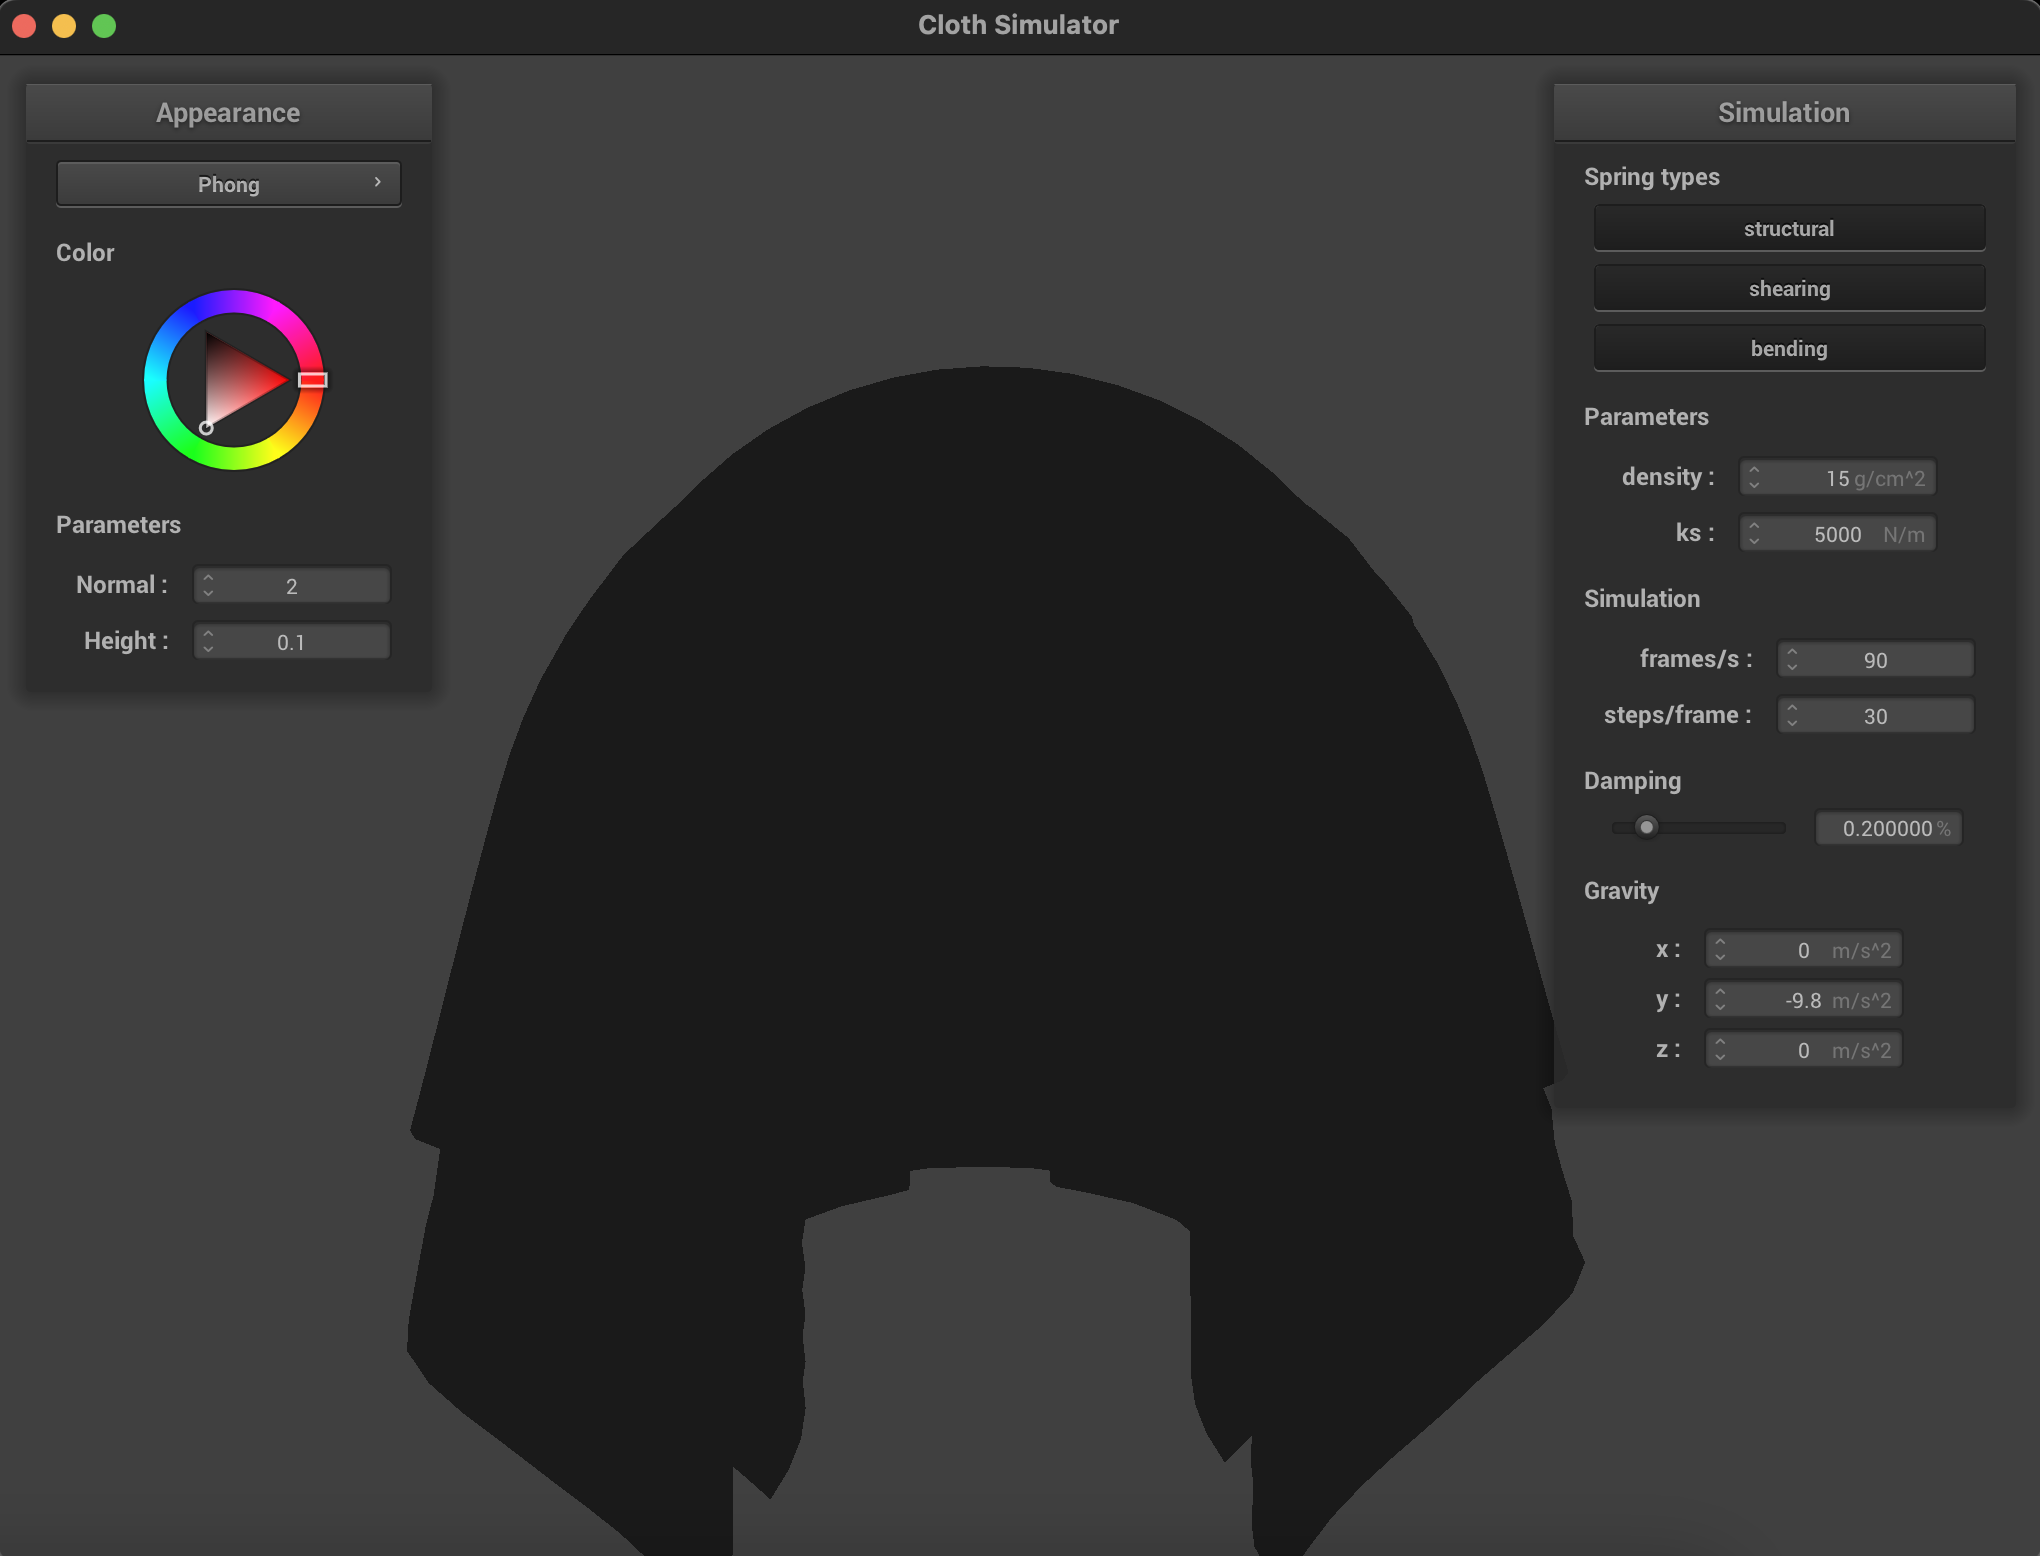 Cloth Simulator
Appearance
Phong
Color
Parameters
Normal : 2
Height : 0.1
Simulation
Spring types
structural
shearing
bending
Parameters
density : 15 g/cm^2
ks : 5000 N/m
Simulation
frames/s : 90
steps/frame : 30
Damping
0.200000 %
Gravity
x : 0 m/s^2
y : -9.8 m/s^2
z : 0 m/s^2